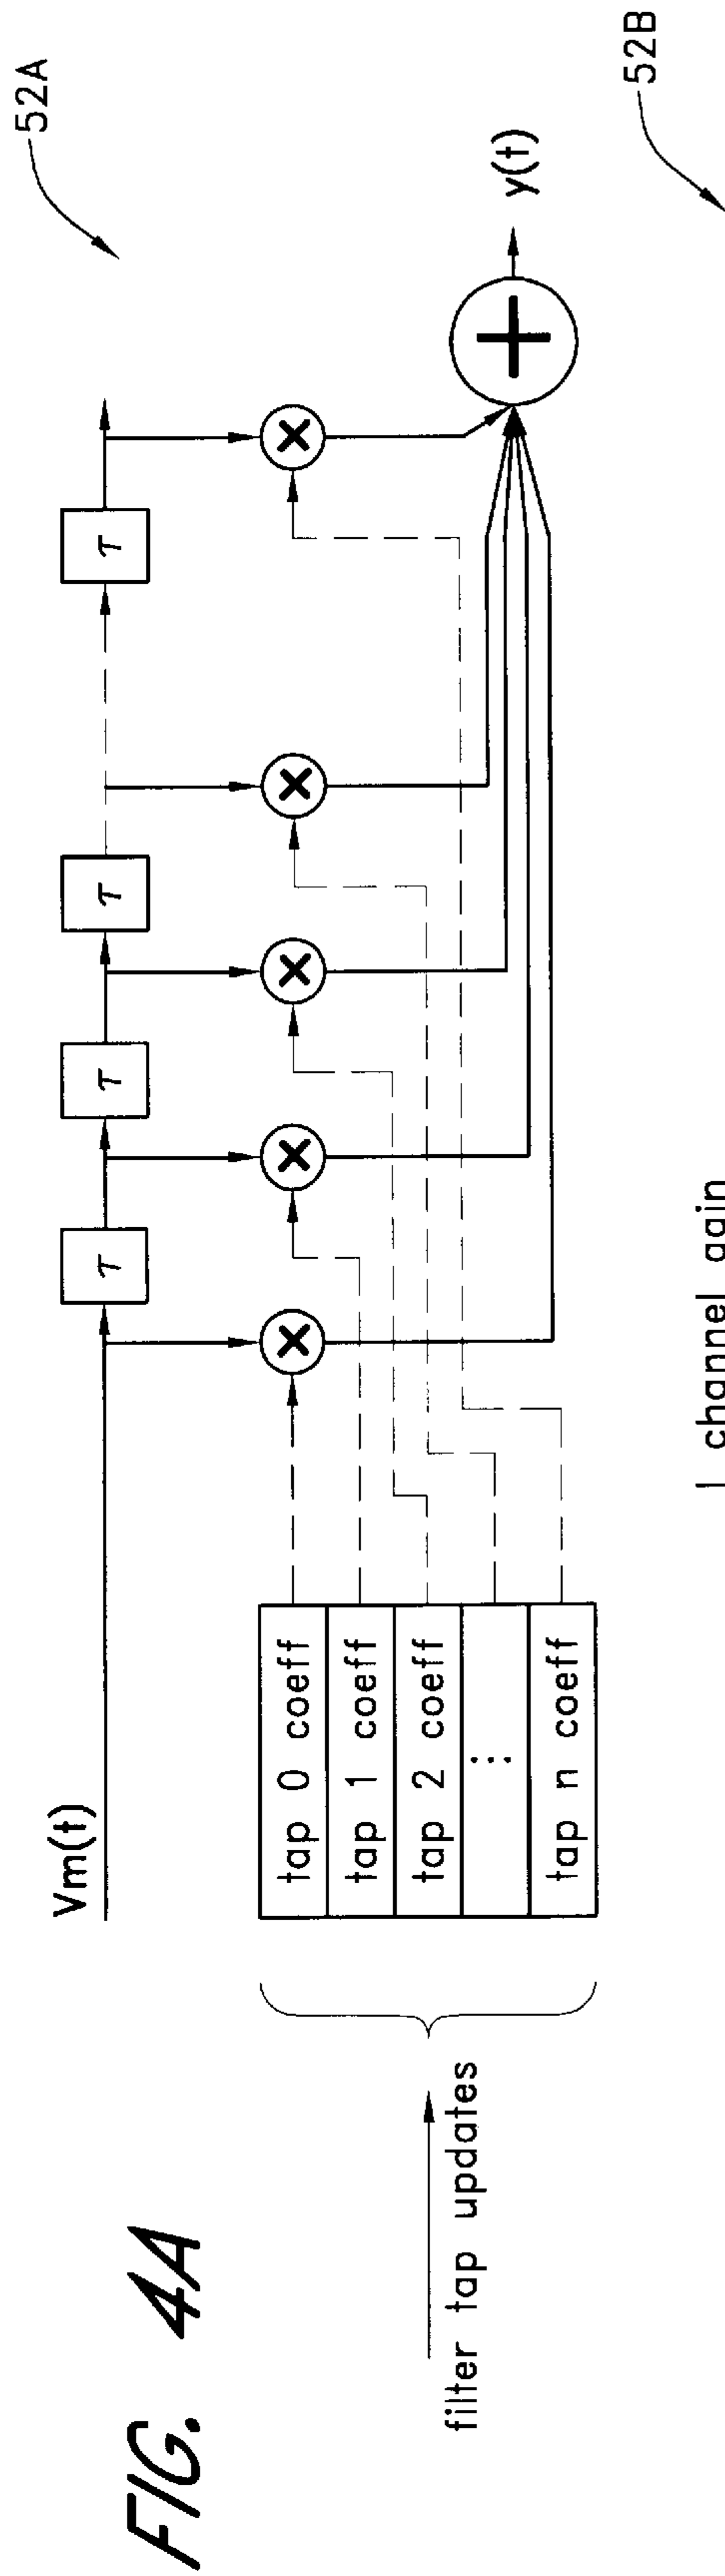 FIG. 4A
52A
Vm(t)
τ
τ
τ
τ
×
×
×
×
×
tap 0 coeff
tap 1 coeff
tap 2 coeff
⋮
tap n coeff
filter tap updates
+
y(t)
52B
I channel gain